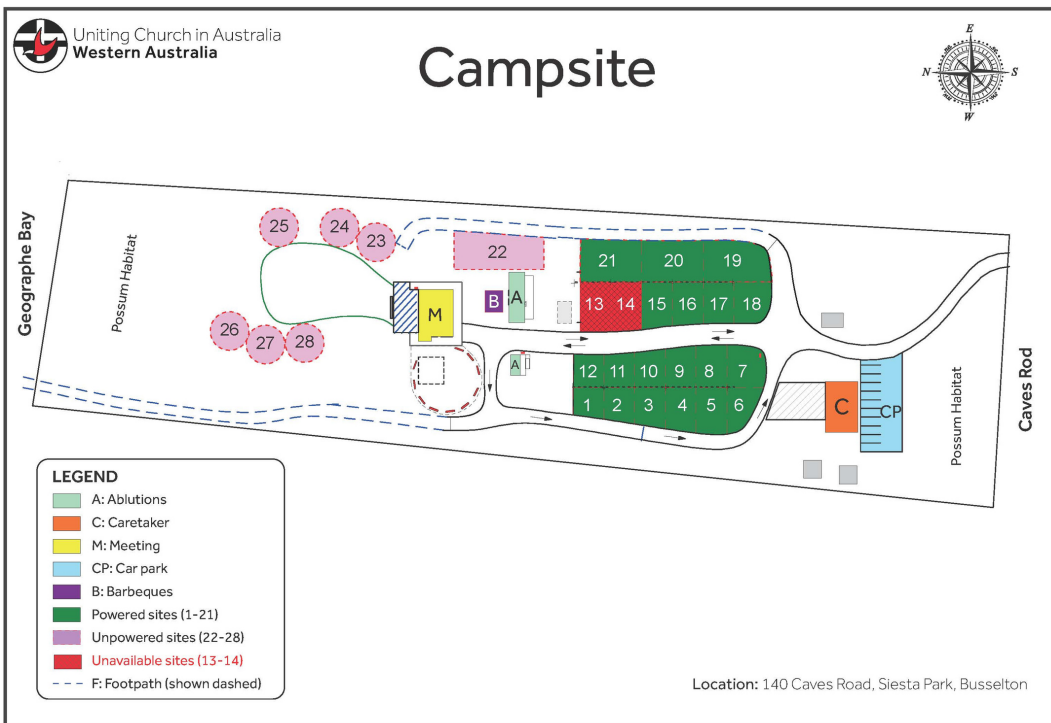 Uniting Church in Australia
Western Australia
Campsite
E
N
S
W
Geographe Bay
Possum Habitat
25
24
23
22
21
20
19
13
14
15
16
17
18
B
A
M
26
27
28
A
12
11
10
9
8
7
1
2
3
4
5
6
C
CP
Possum Habitat
Caves Rod
LEGEND
A: Ablutions
C: Caretaker
M: Meeting
CP: Car park
B: Barbeques
Powered sites (1-21)
Unpowered sites (22-28)
Unavailable sites (13-14)
F: Footpath (shown dashed)
Location: 140 Caves Road, Siesta Park, Busselton